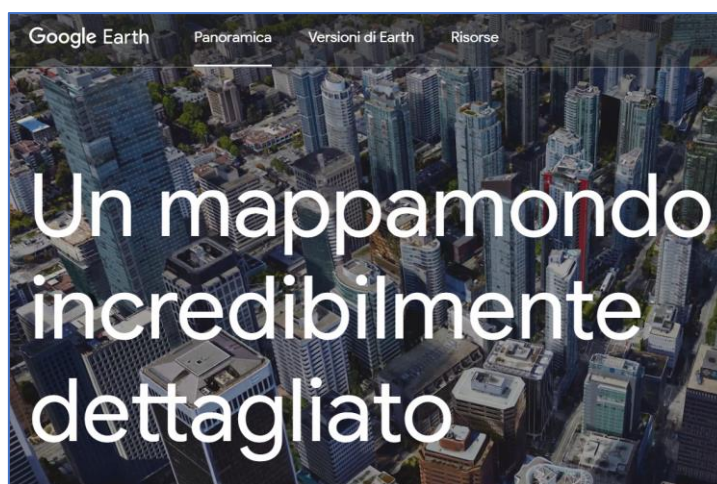 Google Earth Panoramica Versioni di Earth Risorse
Un mappamondo
incredibilmente
dettagliato